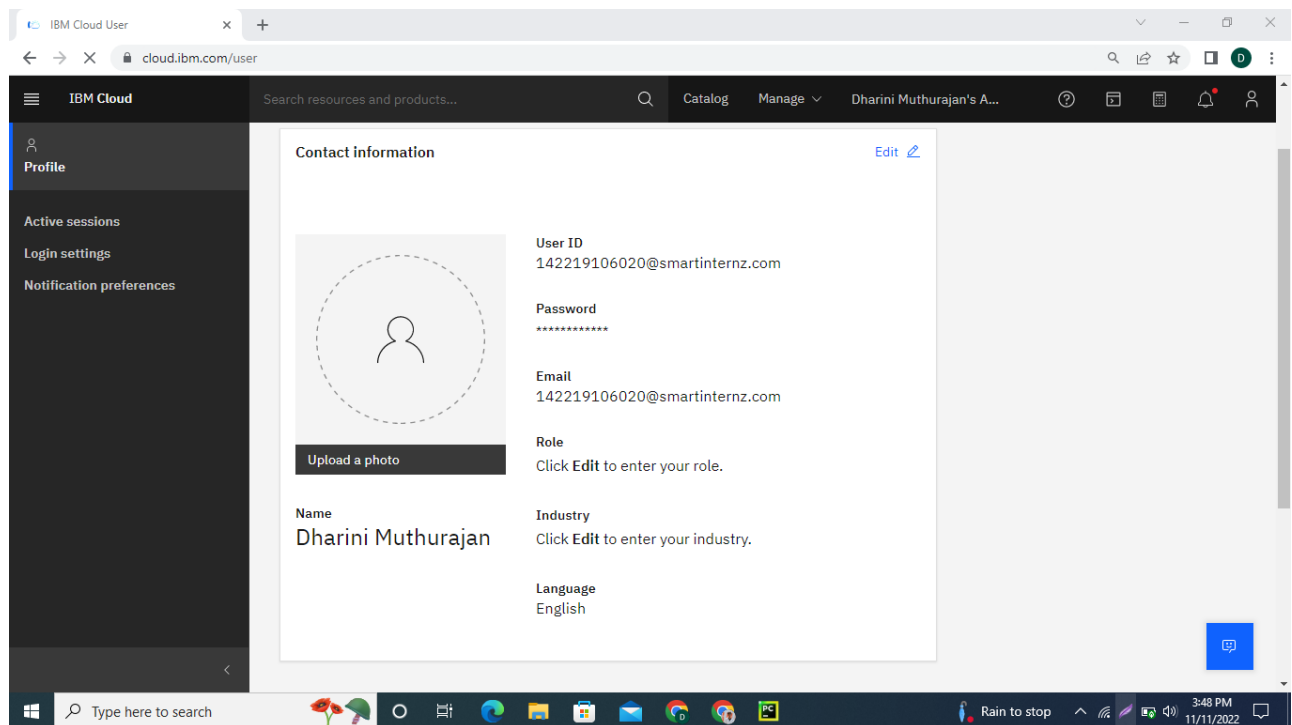 IBM Cloud User
cloud.ibm.com/user
D
IBM Cloud
Search resources and products...
Catalog
Manage
Dharini Muthurajan's A...
Profile
Active sessions
Login settings
Notification preferences
Contact information
Edit
User ID
142219106020@smartinternz.com
Password
************
Email
142219106020@smartinternz.com
Upload a photo
Role
Click Edit to enter your role.
Name
Dharini Muthurajan
Industry
Click Edit to enter your industry.
Language
English
Type here to search
D
PC
Rain to stop
3:48 PM
11/11/2022